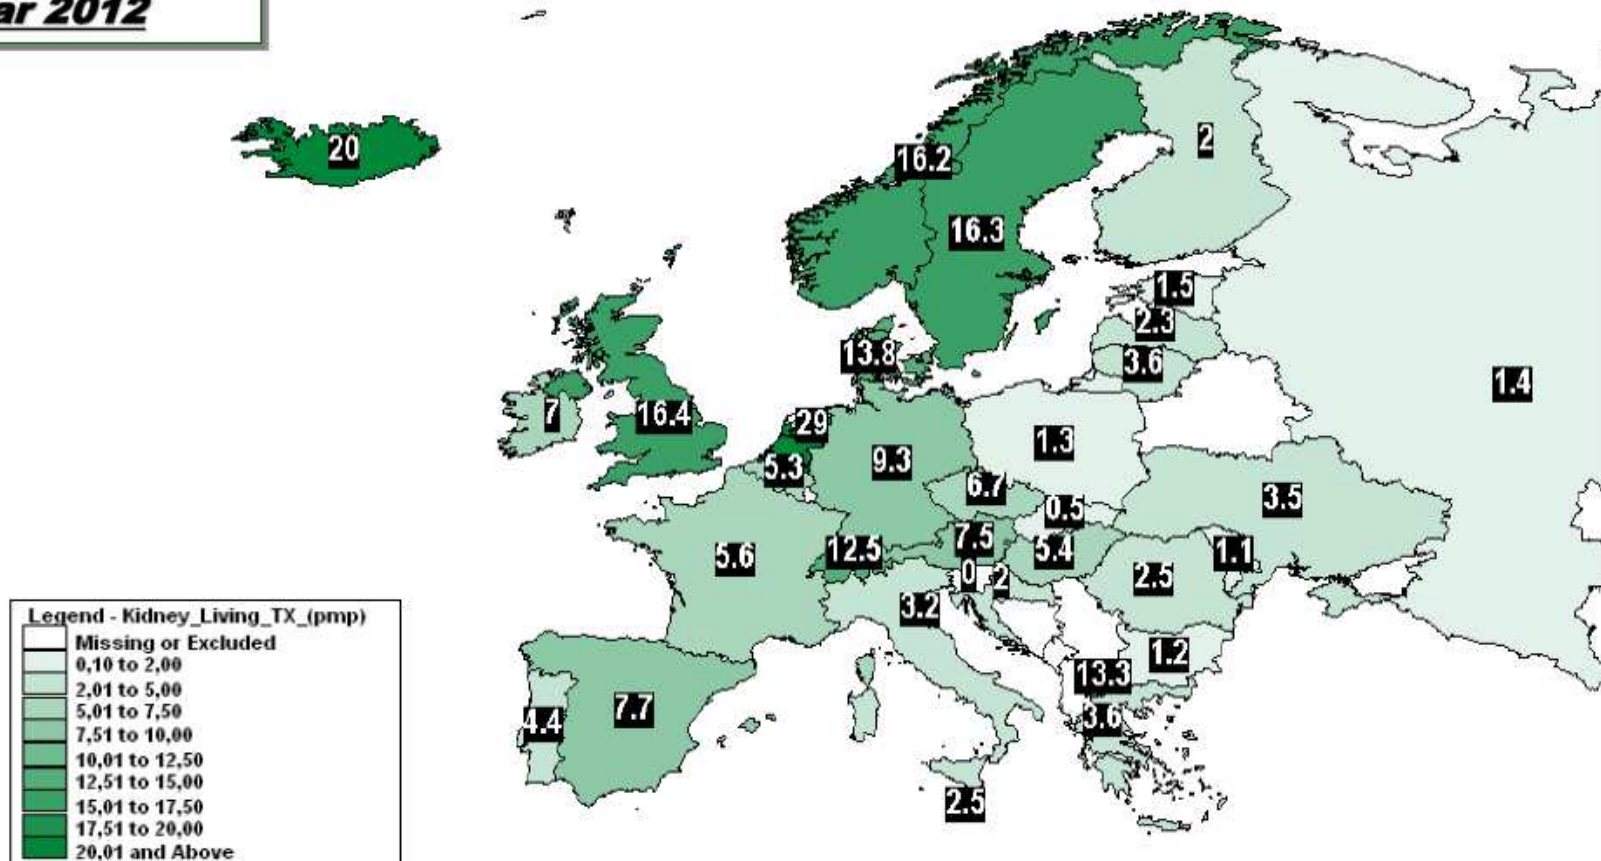 ar 2012
20
16.2
2
16.3
1.5
2.3
13.8
3.6
1.4
7
16.4
29
1.3
5.3
9.3
6.7
0.5
3.5
5.6
12.5
7.5
5.4
1.1
0
2
2.5
3.2
1.2
13.3
4.4
7.7
3.6
2.5
Legend - Kidney_Living_TX_(pmp)
Missing or Excluded
0,10 to 2,00
2,01 to 5,00
5,01 to 7,50
7,51 to 10,00
10,01 to 12,50
12,51 to 15,00
15,01 to 17,50
17,51 to 20,00
20,01 and Above